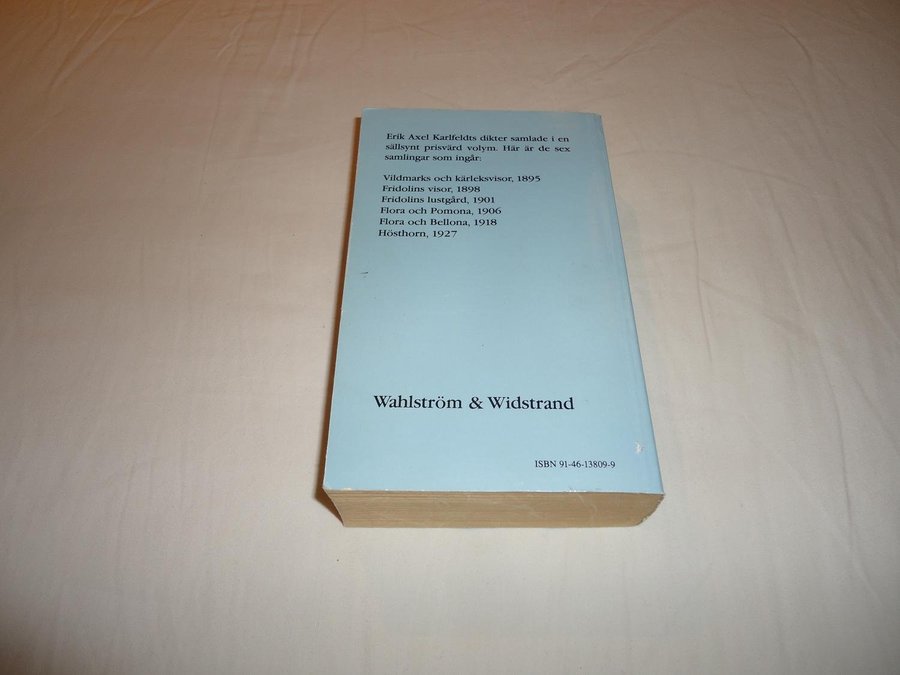 Erik Axel Karlfeldts dikter samlade i en
sällsynt prisvärd volym. Här är de sex
samlingar som ingår:
Vildmarks och kärleksvisor, 1895
Fridolins visor, 1898
Fridolins lustgård, 1901
Flora och Pomona, 1906
Flora och Bellona, 1918
Hösthorn, 1927
Wahlström & Widstrand
ISBN 91-46-13809-9